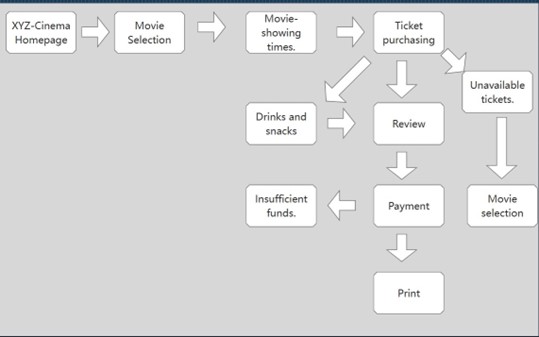 XYZ-Cinema
Homepage
Movie
Selection
Movie-
showing
times.
Ticket
purchasing
Unavailable
tickets.
Drinks and
snacks
Review
Insufficient
funds.
Payment
Movie
selection
Print